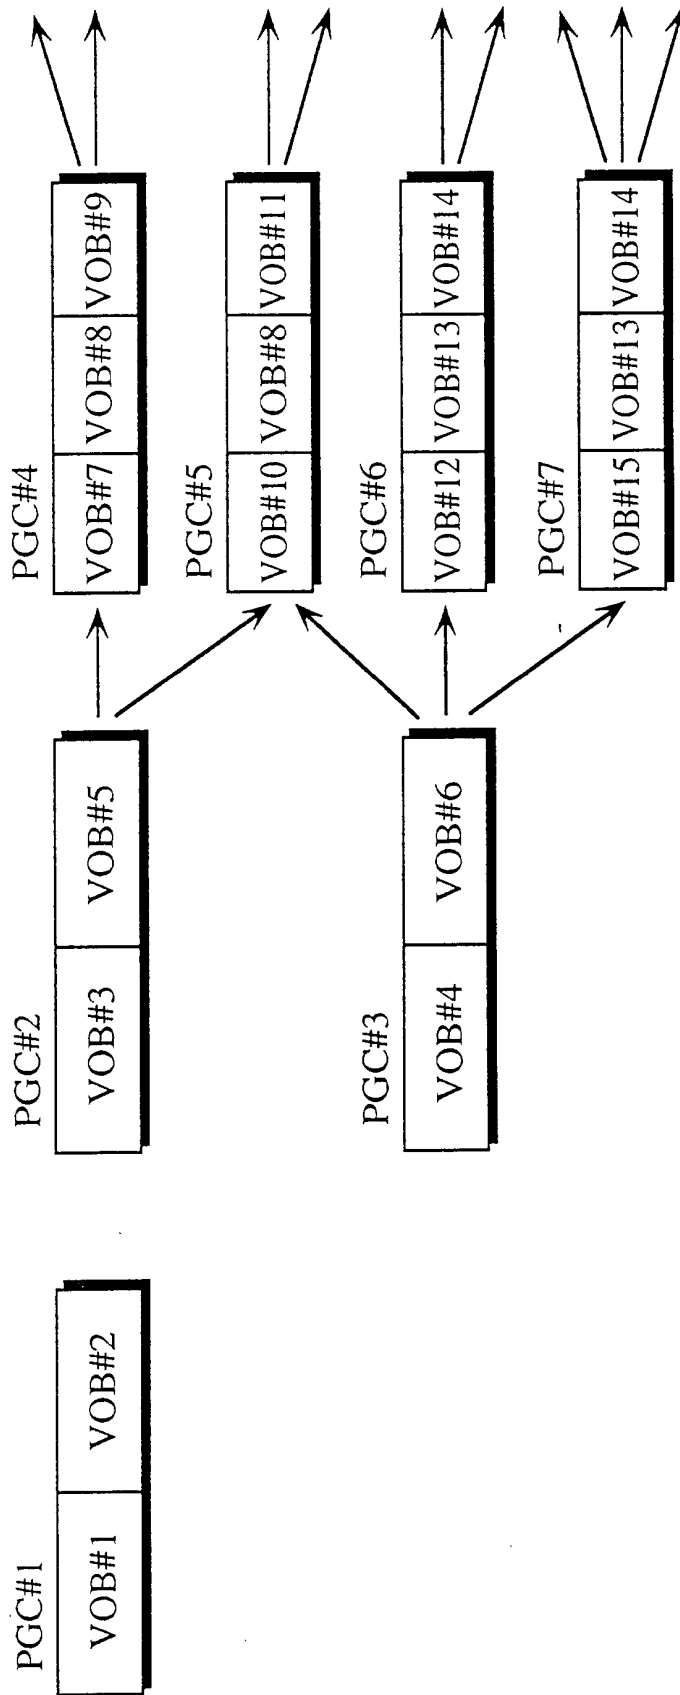 PGC#1
VOB#1 VOB#2
PGC#2
VOB#3 VOB#5
PGC#3
VOB#4 VOB#6
PGC#4
VOB#7 VOB#8 VOB#9
PGC#5
VOB#10 VOB#8 VOB#11
PGC#6
VOB#12 VOB#13 VOB#14
PGC#7
VOB#15 VOB#13 VOB#14